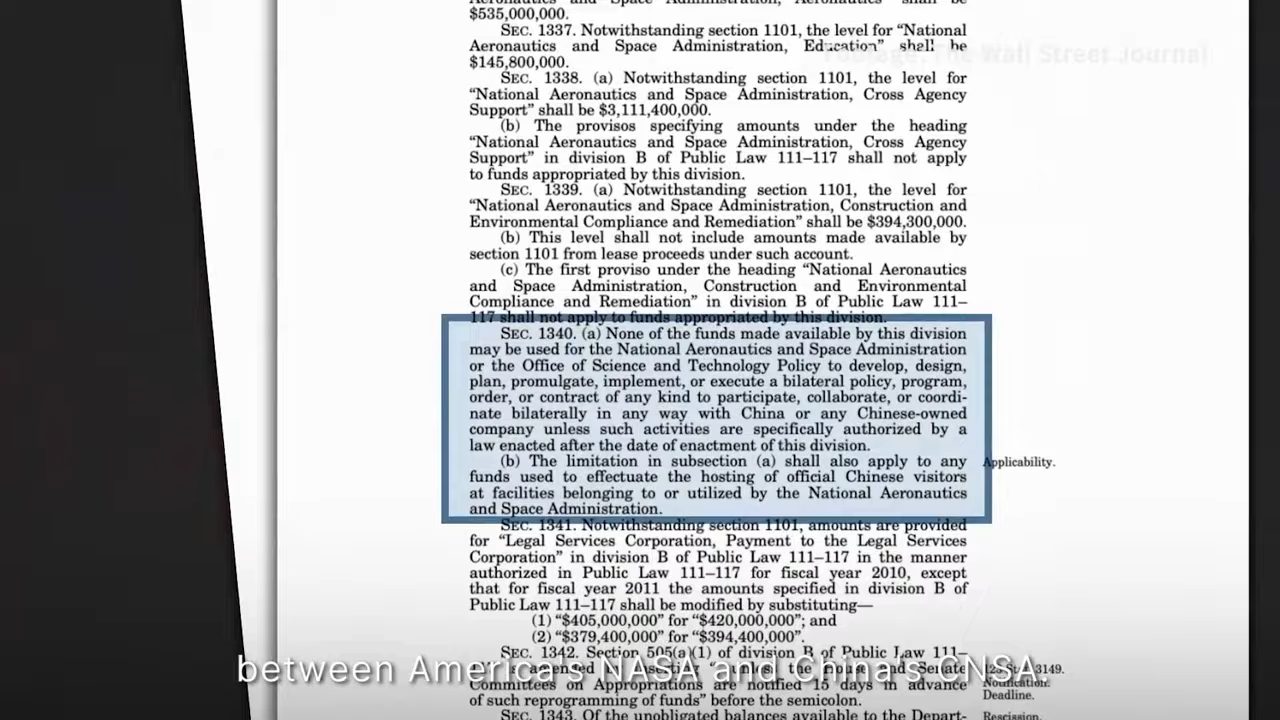 Aeronautics and Space Administration, Aeronautics” shall be
$535,000,000.
SEC. 1337. Notwithstanding section 1101, the level for “National
Aeronautics and Space Administration, Education” shall be
$145,800,000.
Footage: The Wall Street Journal
SEC. 1338. (a) Notwithstanding section 1101, the level for
“National Aeronautics and Space Administration, Cross Agency
Support” shall be $3,111,400,000.
(b) The provisos specifying amounts under the heading
“National Aeronautics and Space Administration, Cross Agency
Support” in division B of Public Law 111–117 shall not apply
to funds appropriated by this division.
SEC. 1339. (a) Notwithstanding section 1101, the level for
“National Aeronautics and Space Administration, Construction and
Environmental Compliance and Remediation” shall be $394,300,000.
(b) This level shall not include amounts made available by
section 1101 from lease proceeds under such account.
(c) The first proviso under the heading “National Aeronautics
and Space Administration, Construction and Environmental
Compliance and Remediation” in division B of Public Law 111–
117 shall not apply to funds appropriated by this division.
SEC. 1340. (a) None of the funds made available by this division
may be used for the National Aeronautics and Space Administration
or the Office of Science and Technology Policy to develop, design,
plan, promulgate, implement, or execute a bilateral policy, program,
order, or contract of any kind to participate, collaborate, or coordi-
nate bilaterally in any way with China or any Chinese-owned
company unless such activities are specifically authorized by a
law enacted after the date of enactment of this division.
(b) The limitation in subsection (a) shall also apply to any
Applicability.
funds used to effectuate the hosting of official Chinese visitors
at facilities belonging to or utilized by the National Aeronautics
and Space Administration.
SEC. 1341. Notwithstanding section 1101, amounts are provided
for “Legal Services Corporation, Payment to the Legal Services
Corporation” in division B of Public Law 111–117 in the manner
authorized in Public Law 111–117 for fiscal year 2010, except
that for fiscal year 2011 the amounts specified in division B of
Public Law 111–117 shall be modified by substituting—
(1) “$405,000,000” for “$420,000,000”; and
(2) “$379,400,000” for “$394,400,000”.
SEC. 1342. Section 505(a)(1) of division B of Public Law 111–
amended inserting the House and Senate
3149.
between America's NASA and China's CNSA.
Committees on Appropriations are notified 15 days in advance
Notification.
of such reprogramming of funds” before the semicolon.
Deadline.
SEC. 1343. Of the unobligated balances available to the Depart-
Rescission.